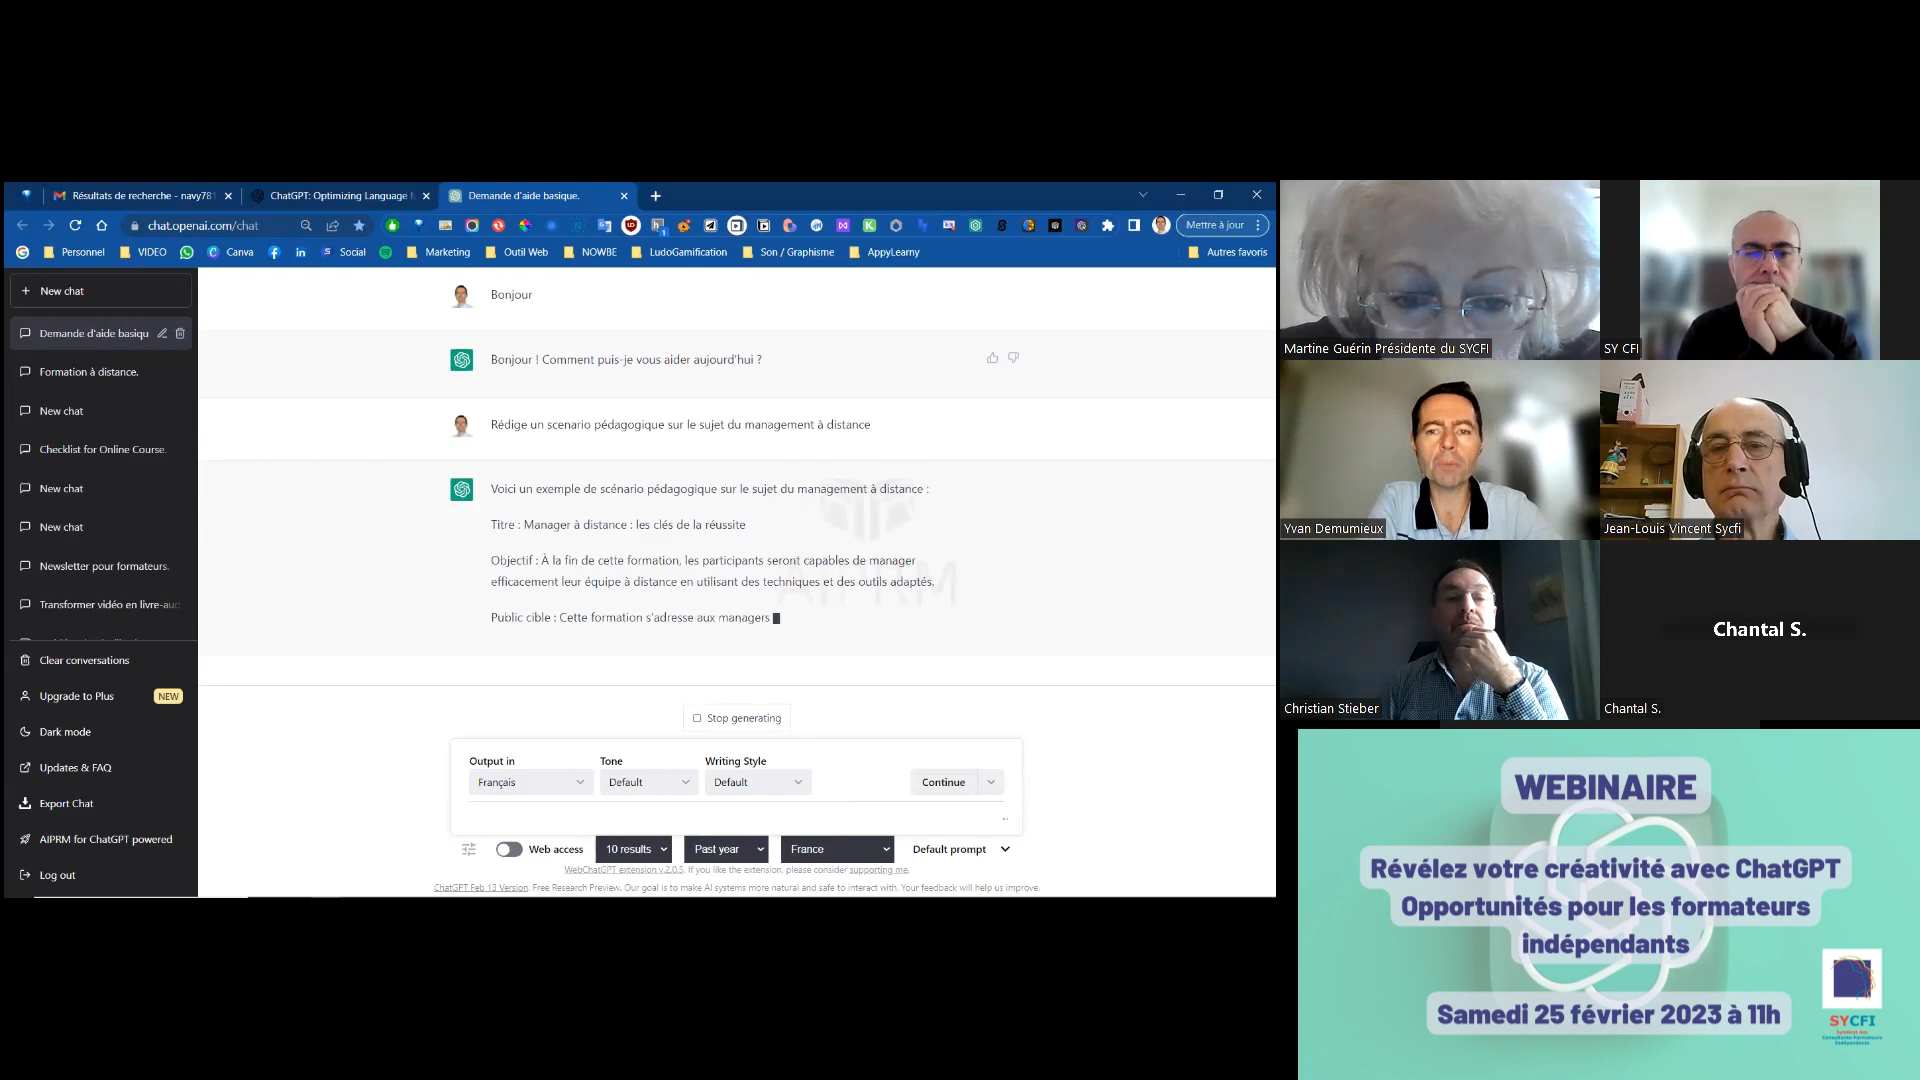 Résultats de recherche - navy781
ChatGPT: Optimizing Language
Demande d'aide basique.
chat.openai.com/chat
Mettre à jour
Personnel
VIDEO
Canva
Social
Marketing
Outil Web
NOWBE
LudoGamification
Son / Graphisme
AppyLearny
Autres favoris
New chat
Demande d'aide basiqu
Formation à distance.
New chat
Checklist for Online Course.
New chat
New chat
Newsletter pour formateurs.
Transformer vidéo en livre-aud
Clear conversations
Upgrade to Plus NEW
Dark mode
Updates & FAQ
Export Chat
AIPRM for ChatGPT powered
Log out
Bonjour
Bonjour ! Comment puis-je vous aider aujourd'hui ?
Rédige un scenario pédagogique sur le sujet du management à distance
Voici un exemple de scénario pédagogique sur le sujet du management à distance :
Titre : Manager à distance : les clés de la réussite
Objectif : À la fin de cette formation, les participants seront capables de manager
efficacement leur équipe à distance en utilisant des techniques et des outils adaptés.
Public cible : Cette formation s'adresse aux managers
AIPRM
Stop generating
Output in Tone Writing Style
Français Default Default Continue
Web access 10 results Past year France Default prompt
WebChatGPT extension v.2.0.5. If you like the extension, please consider supporting me.
ChatGPT Feb 13 Version. Free Research Preview. Our goal is to make AI systems more natural and safe to interact with. Your feedback will help us improve.
Martine Guérin Présidente du SYCFI
SY CFI
Yvan Demumieux
Jean-Louis Vincent Sycfi
Christian Stieber
Chantal S.
Chantal S.
WEBINAIRE
Révélez votre créativité avec ChatGPT
Opportunités pour les formateurs
indépendants
Samedi 25 février 2023 à 11h
SYCFI
Syndicat des
Consultants-Formateurs
Indépendants